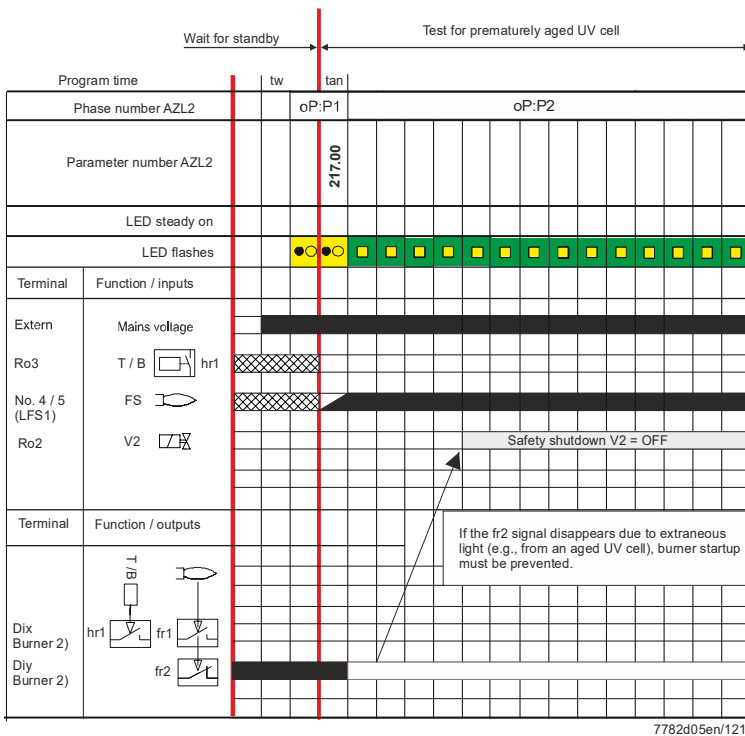 Wait for standby
Test for prematurely aged UV cell
Program time
tw
tan
Phase number AZL2
oP:P1
oP:P2
Parameter number AZL2
217.00
LED steady on
LED flashes
Terminal
Function / inputs
Extern
Mains voltage
Ro3
T / B
hr1
No. 4 / 5
(LFS1)
FS
Ro2
V2
Safety shutdown V2 = OFF
Terminal
Function / outputs
If the fr2 signal disappears due to extraneous
light (e.g., from an aged UV cell), burner startup
must be prevented.
T /B
Dix
Burner 2)
hr1
fr1
Diy
Burner 2)
fr2
7782d05en/121